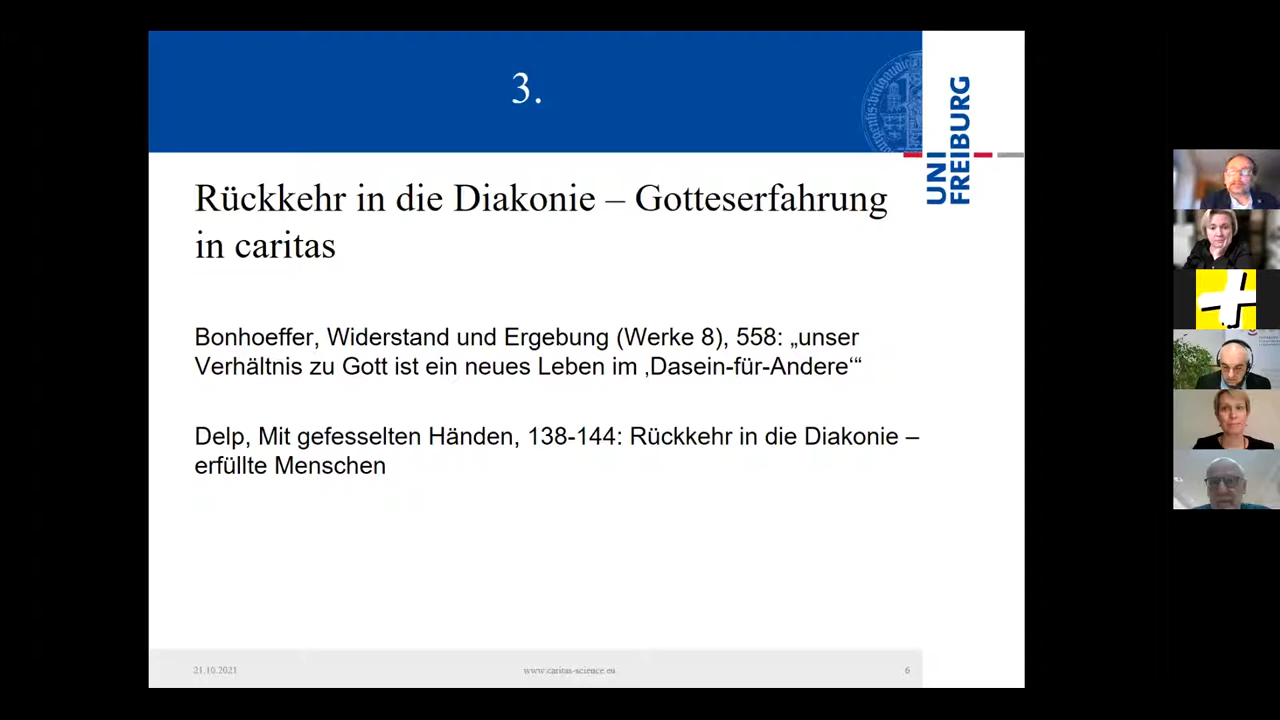 3.
UNI
FREIBURG
Rückkehr in die Diakonie – Gotteserfahrung
in caritas
Bonhoeffer, Widerstand und Ergebung (Werke 8), 558: „unser
Verhältnis zu Gott ist ein neues Leben im ‚Dasein-für-Andere‘“
Delp, Mit gefesselten Händen, 138-144: Rückkehr in die Diakonie –
erfüllte Menschen
21.10.2021
www.caritas-science.eu
6